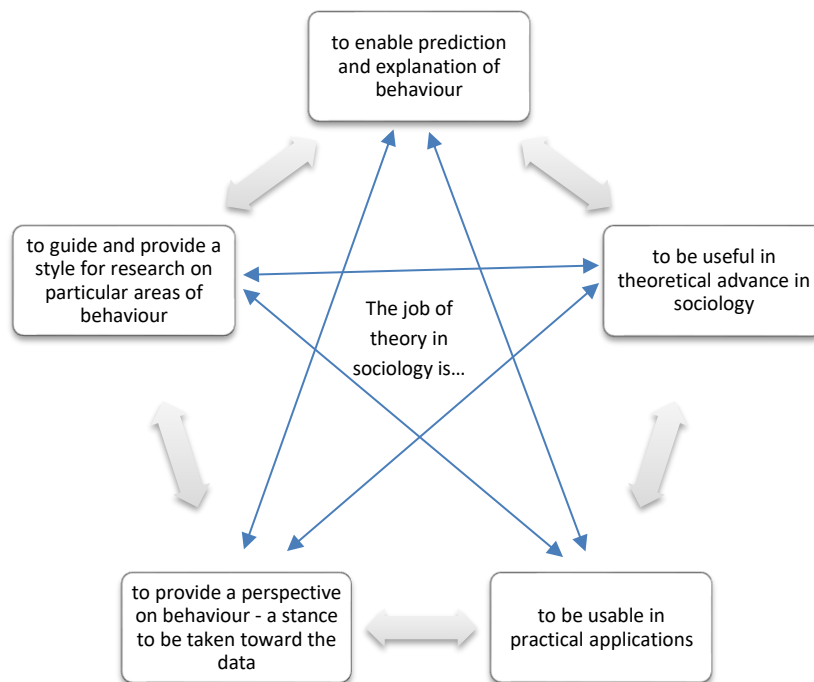 to enable prediction
and explanation of
behaviour
to guide and provide a
style for research on
particular areas of
behaviour
to be useful in
theoretical advance in
sociology
The job of
theory in
sociology is…
to provide a perspective
on behaviour - a stance
to be taken toward the
data
to be usable in
practical applications